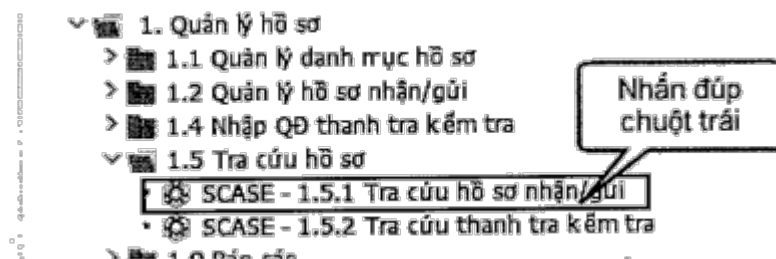 1. Quản lý hồ sơ
1.1 Quản lý danh mục hồ sơ
1.2 Quản lý hồ sơ nhận/gửi
1.4 Nhập QĐ thanh tra kểm tra
1.5 Tra cứu hồ sơ
SCASE - 1.5.1 Tra cứu hồ sơ nhận/gửi
SCASE - 1.5.2 Tra cứu thanh tra kểm tra
Nhấn đúp
chuột trái